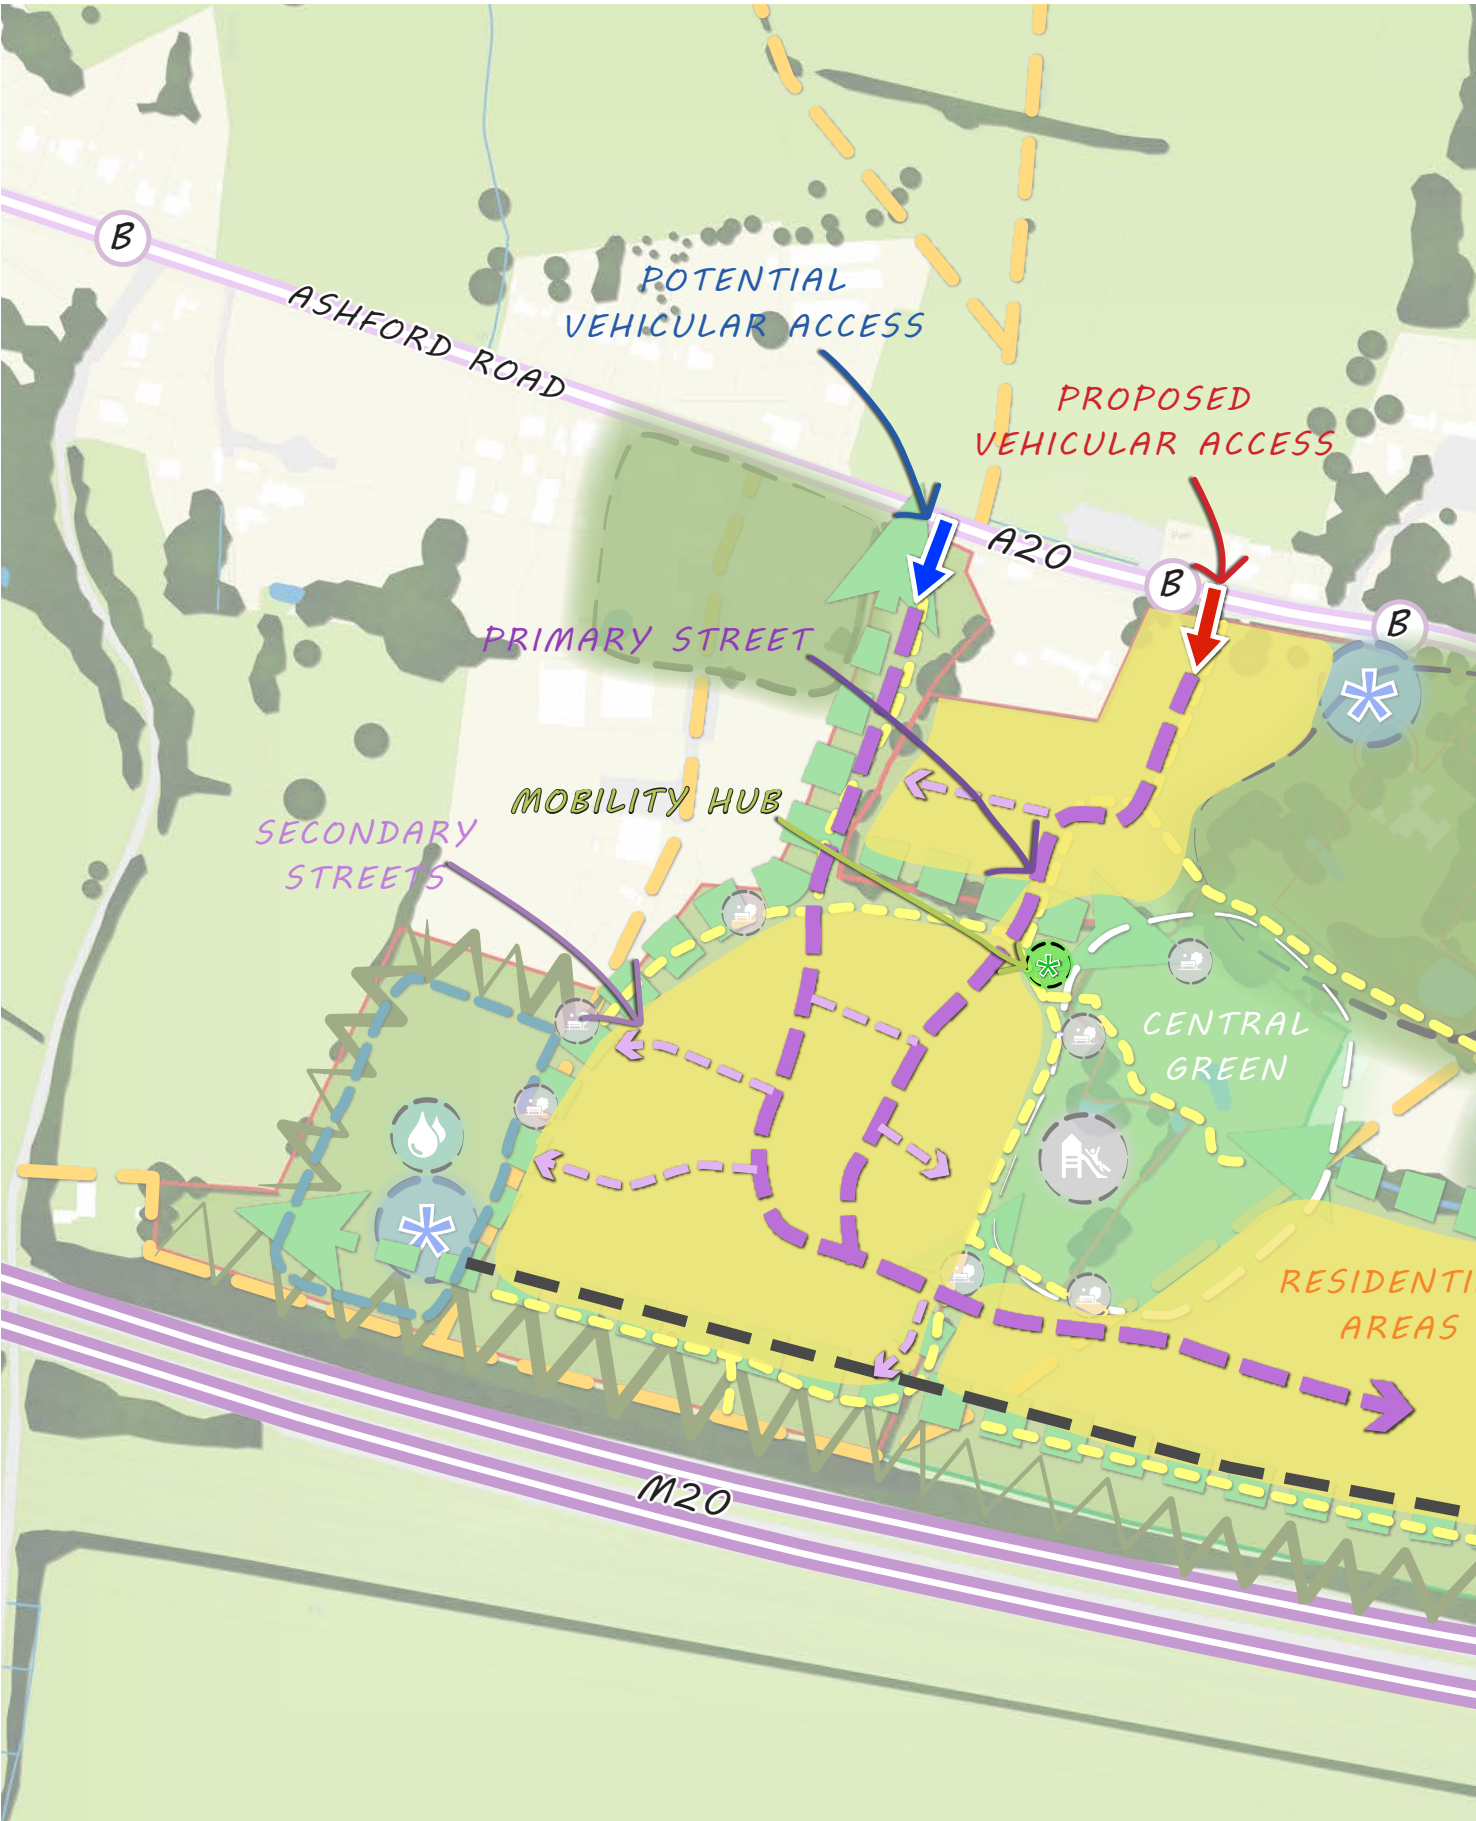 B
ASHFORD ROAD
POTENTIAL
VEHICULAR ACCESS
PROPOSED
VEHICULAR ACCESS
A20
B
B
PRIMARY STREET
MOBILITY HUB
SECONDARY
STREETS
CENTRAL
GREEN
RESIDENTI
AREAS
M20